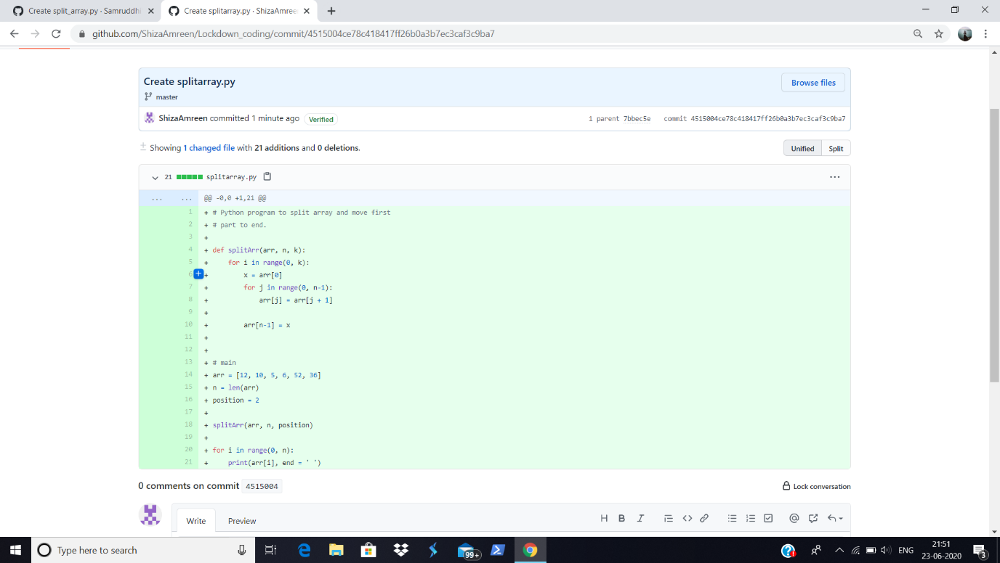 Create split_array.py · Samruddhi
Create splitarray.py · ShizaAmree
github.com/ShizaAmreen/Lockdown_coding/commit/4515004ce78c418417ff26b0a3b7ec3caf3c9ba7
Create splitarray.py
Browse files
master
ShizaAmreen committed 1 minute ago Verified
1 parent 7bbec5e commit 4515004ce78c418417ff26b0a3b7ec3caf3c9ba7
Showing 1 changed file with 21 additions and 0 deletions.
Unified Split
21 splitarray.py
... ... @@ -0,0 +1,21 @@
1 + # Python program to split array and move first
2 + # part to end.
3 +
4 + def splitArr(arr, n, k):
5 + for i in range(0, k):
6 + x = arr[0]
7 + for j in range(0, n-1):
8 + arr[j] = arr[j + 1]
9 +
10 + arr[n-1] = x
11 +
12 +
13 + # main
14 + arr = [12, 10, 5, 6, 52, 36]
15 + n = len(arr)
16 + position = 2
17 +
18 + splitArr(arr, n, position)
19 +
20 + for i in range(0, n):
21 + print(arr[i], end = ' ')
0 comments on commit 4515004
Lock conversation
Write Preview
H B I
Type here to search
99+
ENG
21:51
23-06-2020
3